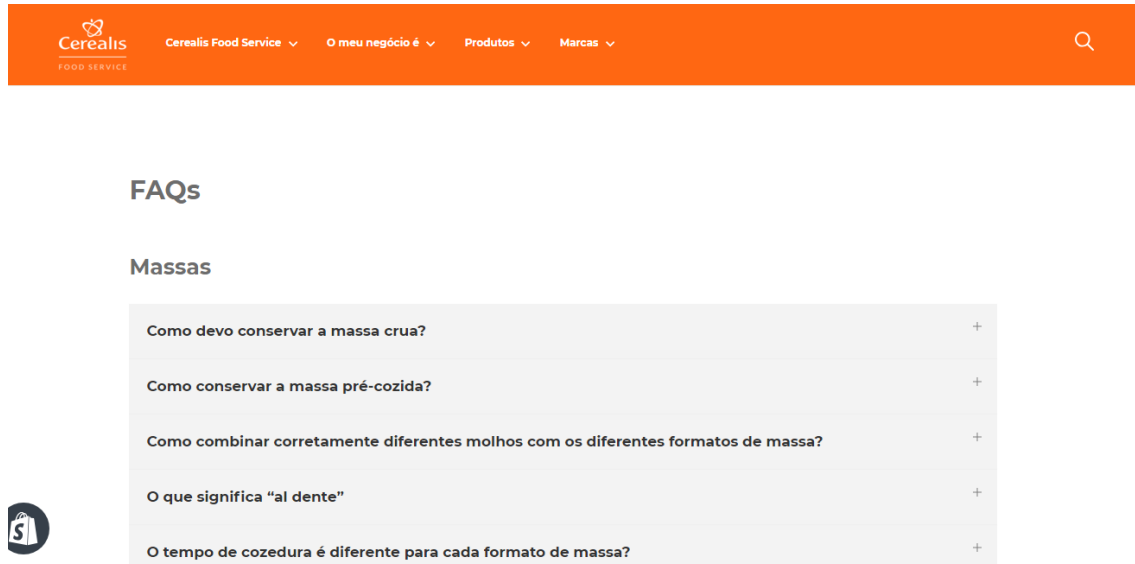 Cerealis
FOOD SERVICE
Cerealis Food Service
O meu negócio é
Produtos
Marcas
FAQs
Massas
Como devo conservar a massa crua?
Como conservar a massa pré-cozida?
Como combinar corretamente diferentes molhos com os diferentes formatos de massa?
O que significa “al dente”
O tempo de cozedura é diferente para cada formato de massa?